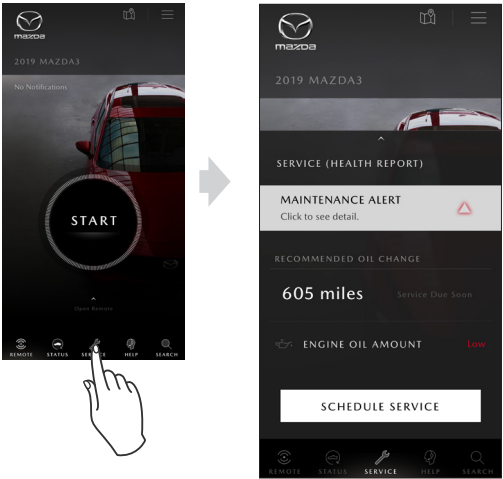 mazda
2019 MAZDA3
No Notifications
START
Open Remote
REMOTE STATUS SERVICE HELP SEARCH
mazda
2019 MAZDA3
SERVICE (HEALTH REPORT)
MAINTENANCE ALERT
Click to see detail.
RECOMMENDED OIL CHANGE
605 miles Service Due Soon
ENGINE OIL AMOUNT Low
SCHEDULE SERVICE
REMOTE STATUS SERVICE HELP SEARCH